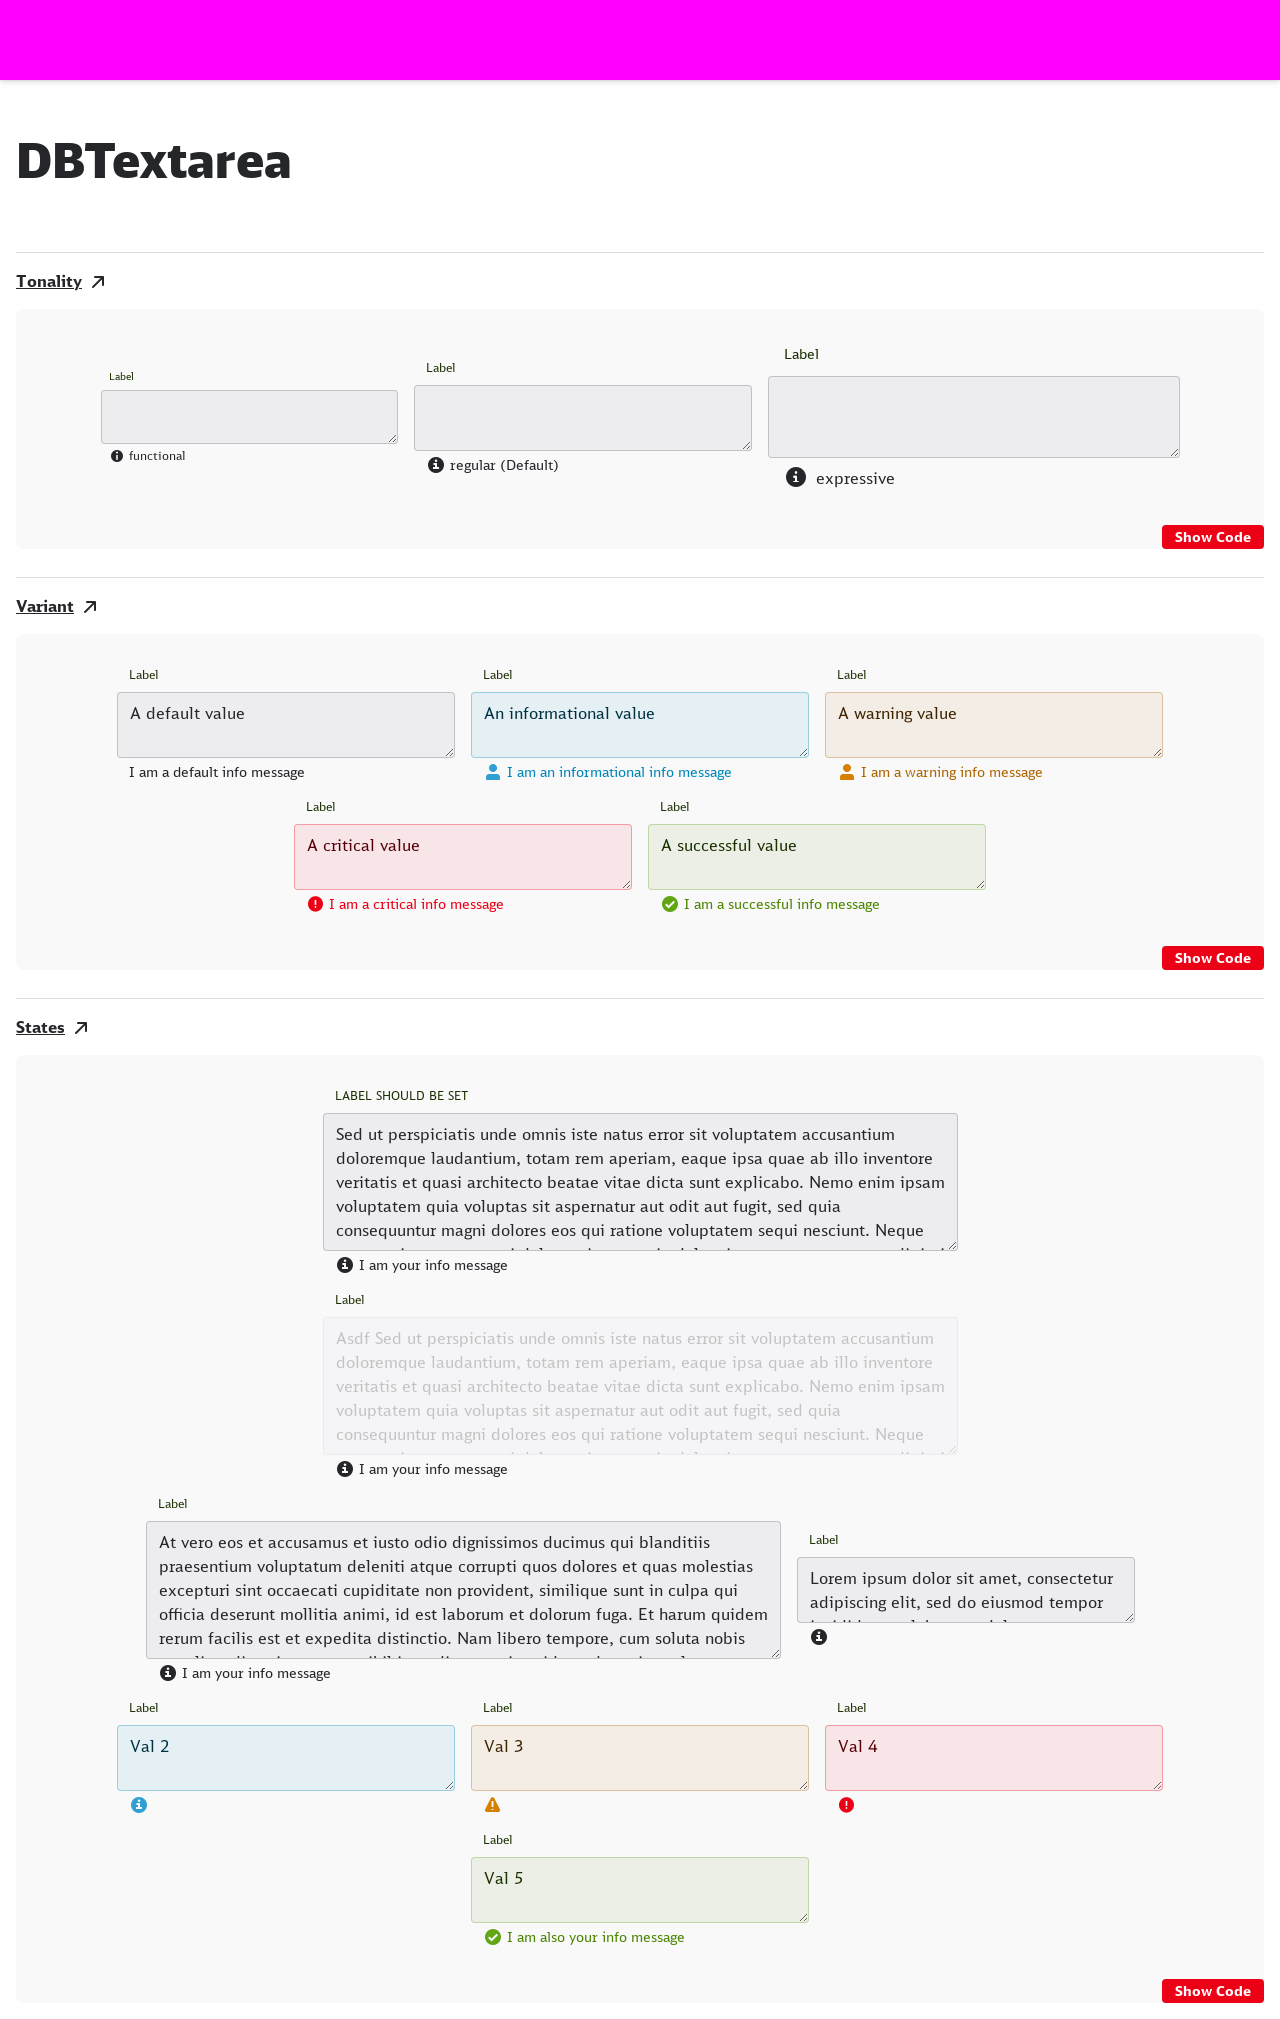 DBTextarea
Tonality
Label
functional
Label
regular (Default)
Label
expressive
Show Code
Variant
Label
A default value
I am a default info message
Label
An informational value
I am an informational info message
Label
A warning value
I am a warning info message
Label
A critical value
I am a critical info message
Label
A successful value
I am a successful info message
Show Code
States
LABEL SHOULD BE SET
Sed ut perspiciatis unde omnis iste natus error sit voluptatem accusantium
doloremque laudantium, totam rem aperiam, eaque ipsa quae ab illo inventore
veritatis et quasi architecto beatae vitae dicta sunt explicabo. Nemo enim ipsam
voluptatem quia voluptas sit aspernatur aut odit aut fugit, sed quia
consequuntur magni dolores eos qui ratione voluptatem sequi nesciunt. Neque
I am your info message
Label
Asdf Sed ut perspiciatis unde omnis iste natus error sit voluptatem accusantium
doloremque laudantium, totam rem aperiam, eaque ipsa quae ab illo inventore
veritatis et quasi architecto beatae vitae dicta sunt explicabo. Nemo enim ipsam
voluptatem quia voluptas sit aspernatur aut odit aut fugit, sed quia
consequuntur magni dolores eos qui ratione voluptatem sequi nesciunt. Neque
I am your info message
Label
At vero eos et accusamus et iusto odio dignissimos ducimus qui blanditiis
praesentium voluptatum deleniti atque corrupti quos dolores et quas molestias
excepturi sint occaecati cupiditate non provident, similique sunt in culpa qui
officia deserunt mollitia animi, id est laborum et dolorum fuga. Et harum quidem
rerum facilis est et expedita distinctio. Nam libero tempore, cum soluta nobis
I am your info message
Label
Lorem ipsum dolor sit amet, consectetur
adipiscing elit, sed do eiusmod tempor
Label
Val 2
Label
Val 3
Label
Val 4
Label
Val 5
I am also your info message
Show Code